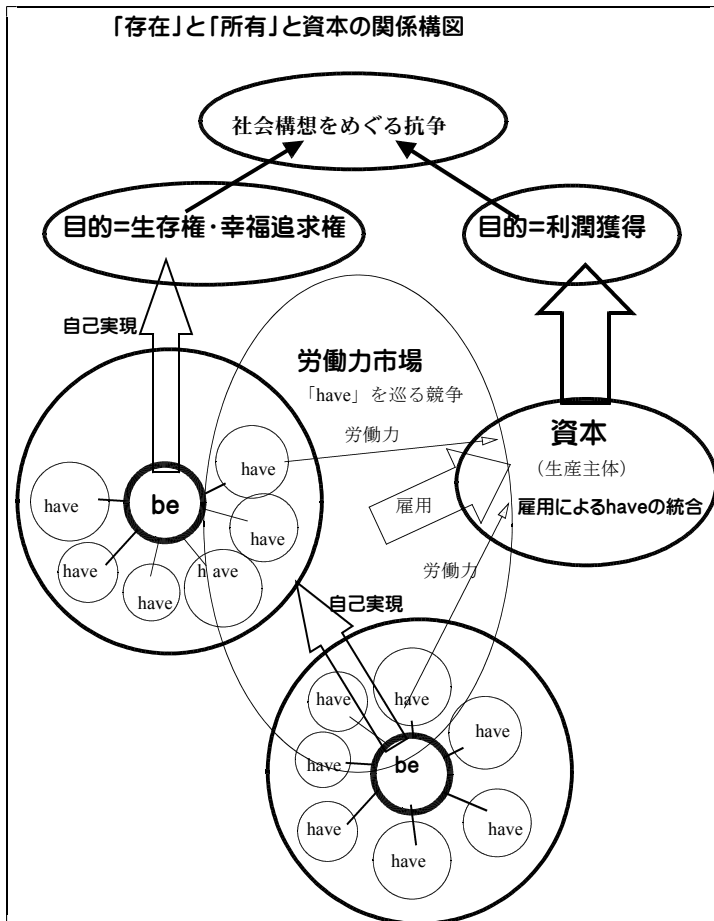 「存在」と「所有」と資本の関係構図
社会構想をめぐる抗争
目的=生存権・幸福追求権
目的=利潤獲得
自己実現
労働力市場
「have」を巡る競争
労働力
資本
(生産主体)
雇用によるhaveの統合
雇用
労働力
have
have
be
have
have
have
h ave
自己実現
have
have
have
have
be
have
have
have